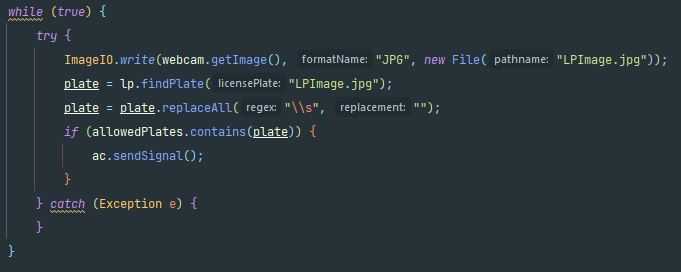 while (true) {
try {
ImageIO.write(webcam.getImage(), formatName: "JPG", new File( pathname: "LPImage.jpg"));
plate = lp.findPlate( licensePlate: "LPImage.jpg");
plate = plate.replaceAll( regex: "\\s", replacement: "");
if (allowedPlates.contains(plate)) {
ac.sendSignal();
}
} catch (Exception e) {
}
}